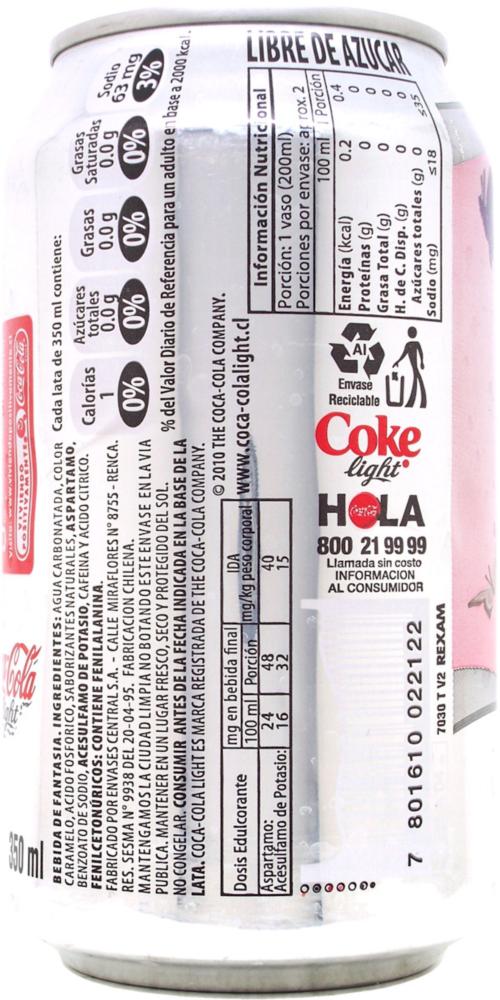 LIBRE DE AZUCAR
Visita: www.viviendopositivamente.cl
VIVIENDO
POSITIVAMENTE
Coca-Cola
Cada lata de 350 ml contiene:
Calorías
1
0%
Azúcares
totales
0.0 g
0%
Grasas
0.0 g
0%
Grasas
Saturadas
0.0 g
0%
Sodio
63 mg
3%
% del Valor Diario de Referencia para un adulto en base a 2000 kcal.
350 ml
BEBIDA DE FANTASIA. INGREDIENTES: AGUA CARBONATADA, COLOR
CARAMELO, ACIDO FOSFORICO, SABORIZANTES NATURALES, ASPARTAMO,
BENZOATO DE SODIO, ACESULFAMO DE POTASIO, CAFEINA Y ACIDO CITRICO.
FENILCETONÚRICOS: CONTIENE FENILALANINA.
FABRICADO POR ENVASES CENTRAL S.A. - CALLE MIRAFLORES N° 8755 - RENCA.
RES. SESMA N° 9938 DEL 20-04-95. FABRICACION CHILENA.
MANTENGAMOS LA CIUDAD LIMPIA NO BOTANDO ESTE ENVASE EN LA VIA
PUBLICA. MANTENER EN UN LUGAR FRESCO, SECO Y PROTEGIDO DEL SOL.
NO CONGELAR. CONSUMIR ANTES DE LA FECHA INDICADA EN LA BASE DE LA
LATA. COCA-COLA LIGHT ES MARCA REGISTRADA DE THE COCA-COLA COMPANY.
© 2010 THE COCA-COLA COMPANY.
www.coca-colalight.cl
Dosis Edulcorante mg en bebida final IDA
100 ml Porción mg/kg peso corporal
Aspartamo: 24 48 40
Acesulfamo de Potasio: 16 32 15
Información Nutricional
Porción: 1 vaso (200ml)
Porciones por envase: aprox. 2
100 ml 1 Porción
Energía (kcal) 0.2 0.4
Proteínas (g) 0 0
Grasa Total (g) 0 0
H. de C. Disp. (g) 0 0
Azúcares totales (g) 0 0
Sodio (mg) ≤18 ≤35
Al
Envase
Reciclable
Coke
light
HOLA
800 21 99 99
Llamada sin costo
INFORMACION
AL CONSUMIDOR
7 801610 022122
7030 T V2 REXAM